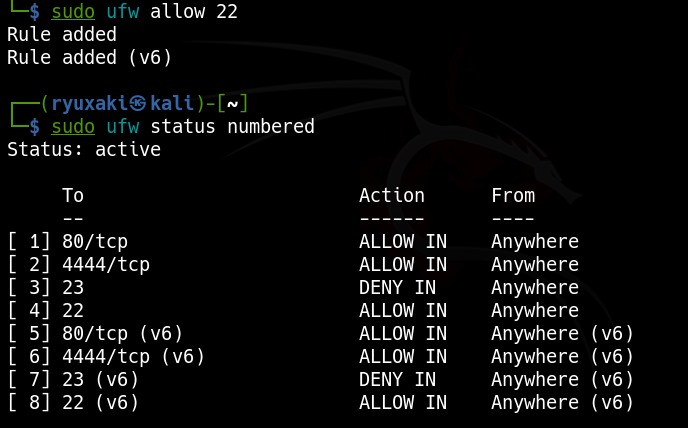 └─$ sudo ufw allow 22
Rule added
Rule added (v6)
┌──(ryuxaki㉿kali)-[~]
└─$ sudo ufw status numbered
Status: active
To Action From
-- ------ ----
[ 1] 80/tcp ALLOW IN Anywhere
[ 2] 4444/tcp ALLOW IN Anywhere
[ 3] 23 DENY IN Anywhere
[ 4] 22 ALLOW IN Anywhere
[ 5] 80/tcp (v6) ALLOW IN Anywhere (v6)
[ 6] 4444/tcp (v6) ALLOW IN Anywhere (v6)
[ 7] 23 (v6) DENY IN Anywhere (v6)
[ 8] 22 (v6) ALLOW IN Anywhere (v6)